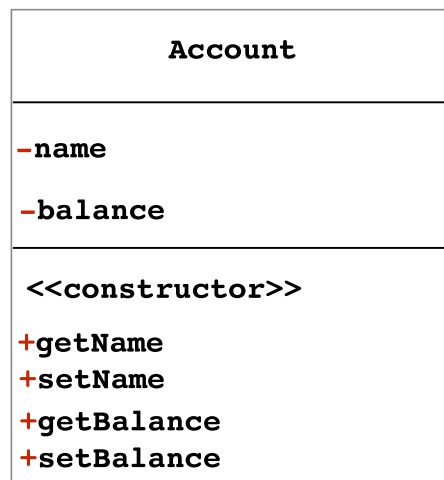 Account
-name
-balance
<<constructor>>
+getName
+setName
+getBalance
+setBalance